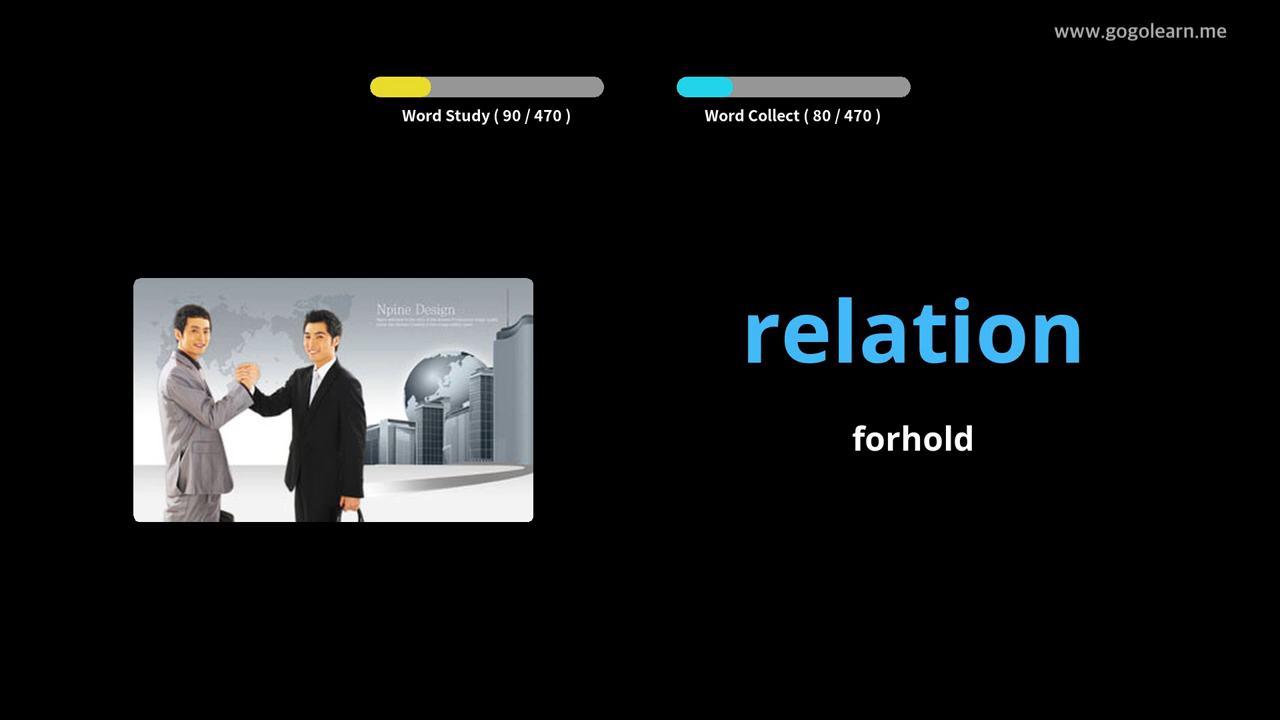 www.gogolearn.me
Word Study ( 90 / 470 )
Word Collect ( 80 / 470 )
Npine Design
relation
forhold